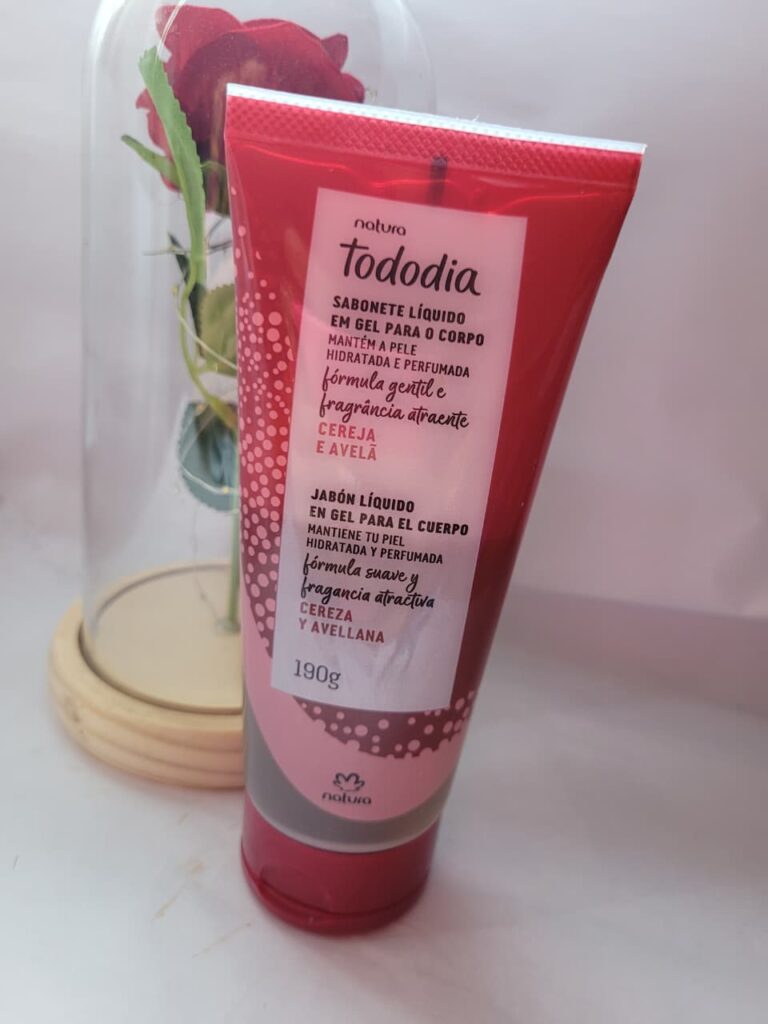 natura
Tododia
SABONETE LÍQUIDO
EM GEL PARA O CORPO
MANTÉM A PELE
HIDRATADA E PERFUMADA
fórmula gentil e
fragrância atraente
CEREJA
E AVELÃ
JABÓN LÍQUIDO
EN GEL PARA EL CUERPO
MANTIENE TU PIEL
HIDRATADA Y PERFUMADA
fórmula suave y
fragancia atractiva
CEREZA
Y AVELLANA
190g
natura